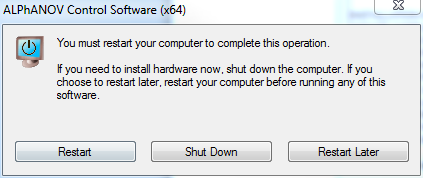 ALPhANOV Control Software (x64)
You must restart your computer to complete this operation.
If you need to install hardware now, shut down the computer. If you
choose to restart later, restart your computer before running any of this
software.
Restart
Shut Down
Restart Later